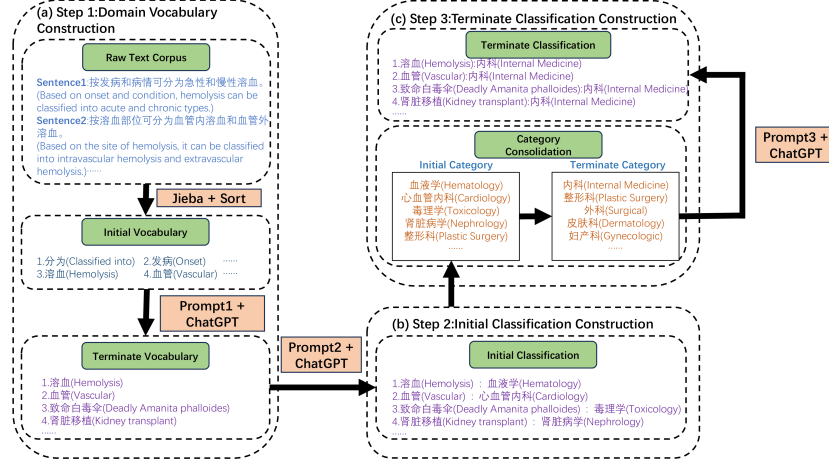 (a) Step 1:Domain Vocabulary
Construction
Raw Text Corpus
Sentence1:按发病和病情可分为急性和慢性溶血。
(Based on onset and condition, hemolysis can be
classified into acute and chronic types.)
Sentence2:按溶血部位可分为血管内溶血和血管外
溶血。
(Based on the site of hemolysis, it can be classified
into intravascular hemolysis and extravascular
hemolysis.)······
Jieba + Sort
Initial Vocabulary
1.分为(Classified into) 2.发病(Onset) ······
3.溶血(Hemolysis) 4.血管(Vascular) ······
Prompt1 +
ChatGPT
Terminate Vocabulary
1.溶血(Hemolysis)
2.血管(Vascular)
3.致命白毒伞(Deadly Amanita phalloides)
4.肾脏移植(Kidney transplant)
······
Prompt2 +
ChatGPT
(b) Step 2:Initial Classification Construction
Initial Classification
1.溶血(Hemolysis) : 血液学(Hematology)
2.血管(Vascular) : 心血管内科(Cardiology)
3.致命白毒伞(Deadly Amanita phalloides) : 毒理学(Toxicology)
4.肾脏移植(Kidney transplant) : 肾脏病学(Nephrology)
······
(c) Step 3:Terminate Classification Construction
Terminate Classification
1.溶血(Hemolysis):内科(Internal Medicine)
2.血管(Vascular):内科(Internal Medicine)
3.致命白毒伞(Deadly Amanita phalloides):内科(Internal Medicine)
4.肾脏移植(Kidney transplant):内科(Internal Medicine)
······
Category
Consolidation
Initial Category
血液学(Hematology)
心血管内科(Cardiology)
毒理学(Toxicology)
肾脏病学(Nephrology)
整形科(Plastic Surgery)
······
Terminate Category
内科(Internal Medicine)
整形科(Plastic Surgery)
外科(Surgical)
皮肤科(Dermatology)
妇产科(Gynecologic)
······
Prompt3 +
ChatGPT